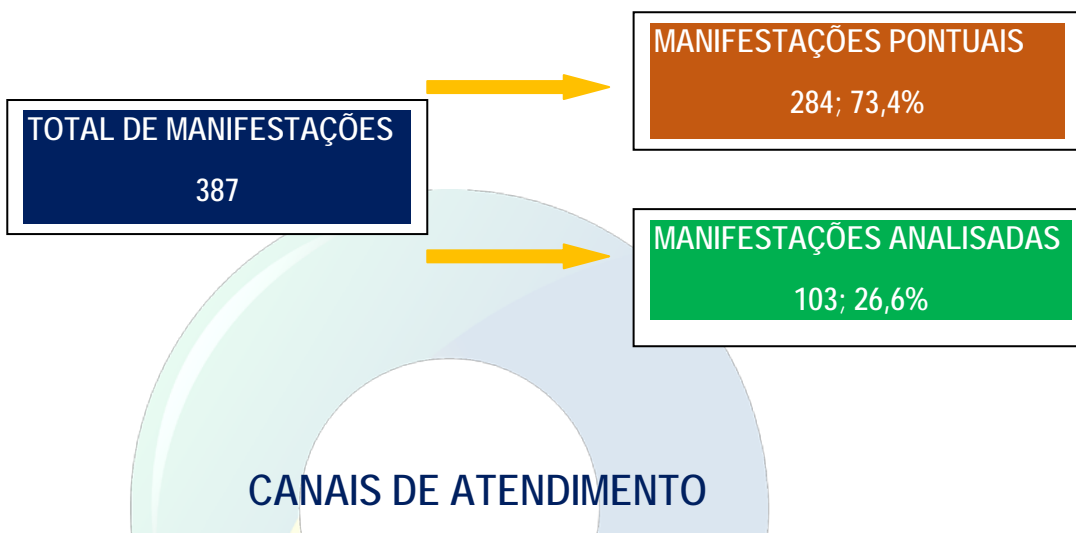 MANIFESTAÇÕES PONTUAIS
284; 73,4%
TOTAL DE MANIFESTAÇÕES
387
MANIFESTAÇÕES ANALISADAS
103; 26,6%
CANAIS DE ATENDIMENTO